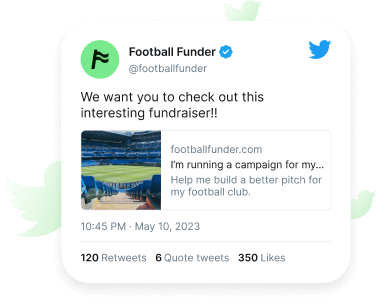 Football Funder
@footballfunder
We want you to check out this
interesting fundraiser!!
footballfunder.com
I'm running a campaign for my...
Help me build a better pitch for
my football club.
10:45 PM · May 10, 2023
120 Retweets 6 Quote tweets 350 Likes